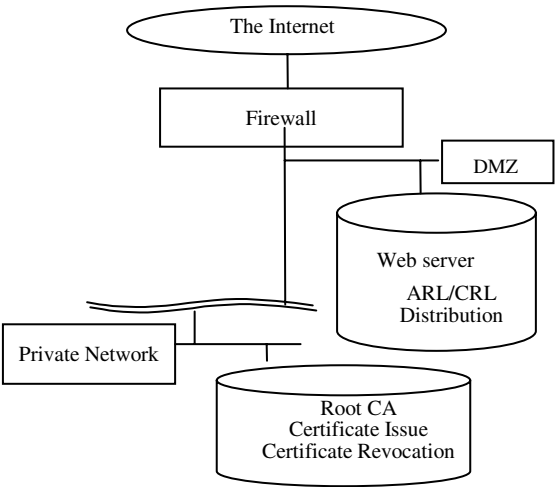 The Internet
Firewall
DMZ
Web server
ARL/CRL
Distribution
Private Network
Root CA
Certificate Issue
Certificate Revocation